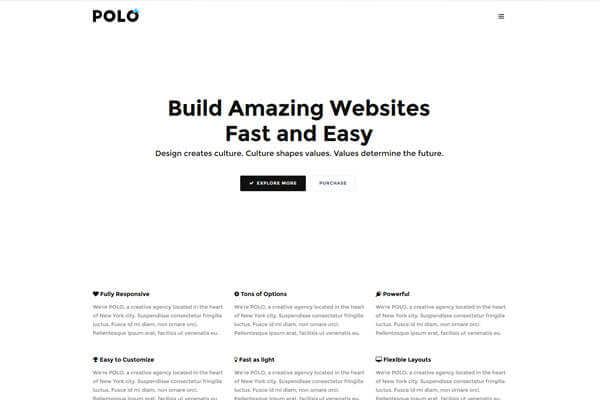 POLO
Build Amazing Websites
Fast and Easy
Design creates culture. Culture shapes values. Values determine the future.
EXPLORE MORE
PURCHASE
Fully Responsive
We're POLO, a creative agency located in the heart
of New York city. Suspendisse consectetur fringilla
luctus. Fusce id mi diam, non ornare orci.
Pellentesque ipsum erat, facilisis ut venenatis eu.
Tons of Options
We're POLO, a creative agency located in the heart
of New York city. Suspendisse consectetur fringilla
luctus. Fusce id mi diam, non ornare orci.
Pellentesque ipsum erat, facilisis ut venenatis eu.
Powerful
We're POLO, a creative agency located in the heart
of New York city. Suspendisse consectetur fringilla
luctus. Fusce id mi diam, non ornare orci.
Pellentesque ipsum erat, facilisis ut venenatis eu.
Easy to Customize
We're POLO, a creative agency located in the heart
of New York city. Suspendisse consectetur fringilla
luctus. Fusce id mi diam, non ornare orci.
Fast as light
We're POLO, a creative agency located in the heart
of New York city. Suspendisse consectetur fringilla
luctus. Fusce id mi diam, non ornare orci.
Flexible Layouts
We're POLO, a creative agency located in the heart
of New York city. Suspendisse consectetur fringilla
luctus. Fusce id mi diam, non ornare orci.